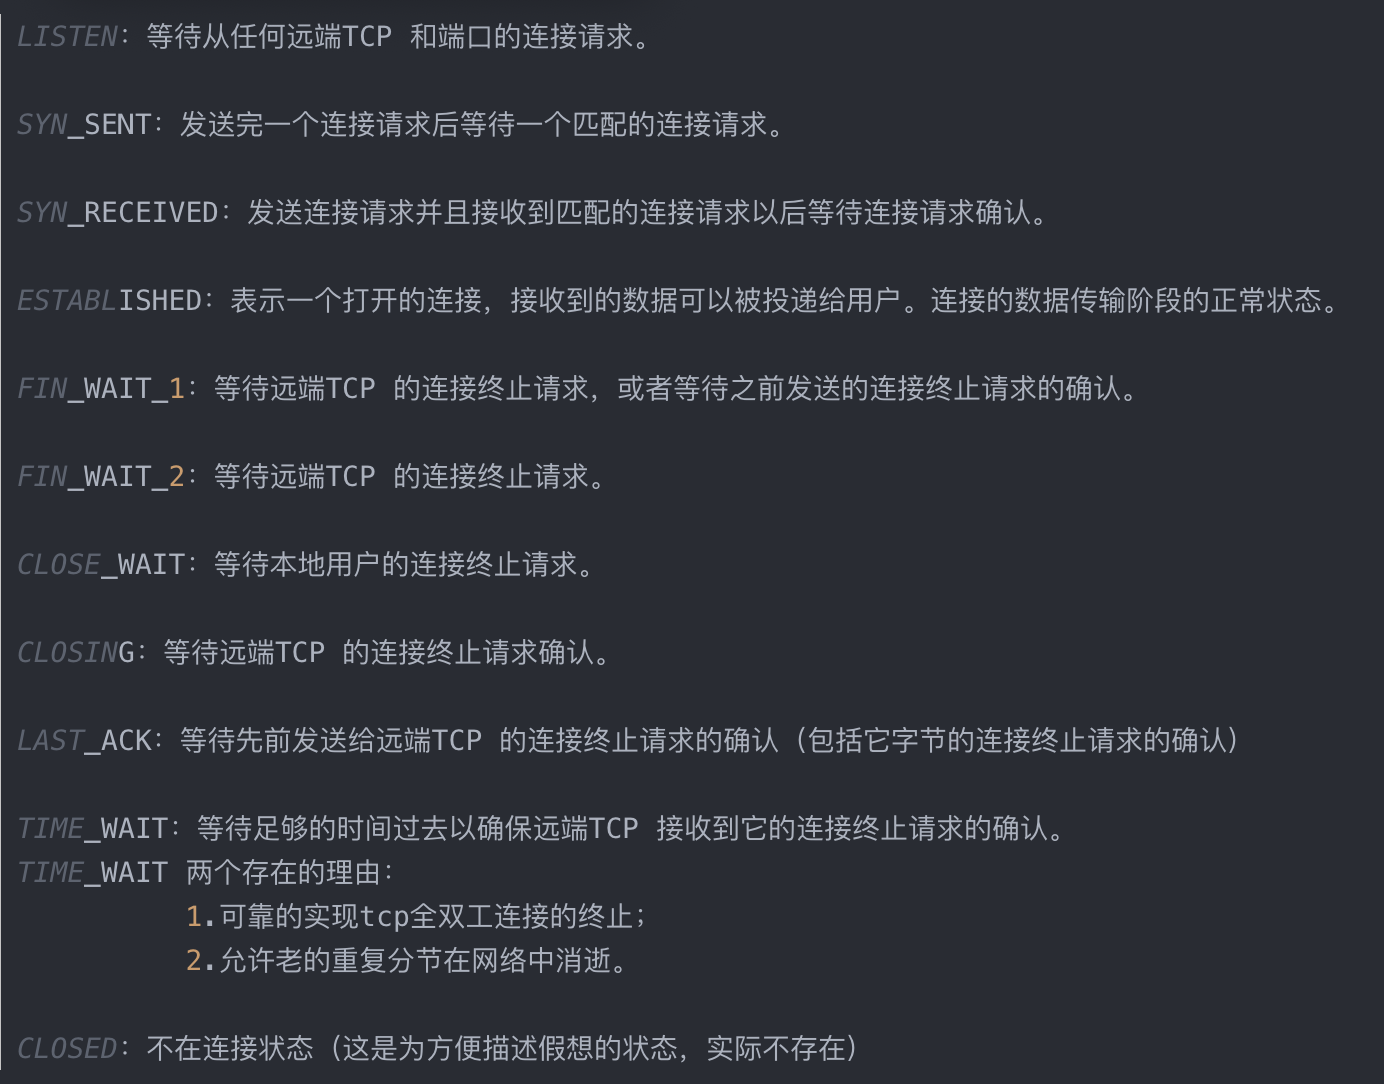 LISTEN：等待从任何远端TCP 和端口的连接请求。
SYN_SENT：发送完一个连接请求后等待一个匹配的连接请求。
SYN_RECEIVED：发送连接请求并且接收到匹配的连接请求以后等待连接请求确认。
ESTABLISHED：表示一个打开的连接，接收到的数据可以被投递给用户。连接的数据传输阶段的正常状态。
FIN_WAIT_1：等待远端TCP 的连接终止请求，或者等待之前发送的连接终止请求的确认。
FIN_WAIT_2：等待远端TCP 的连接终止请求。
CLOSE_WAIT：等待本地用户的连接终止请求。
CLOSING：等待远端TCP 的连接终止请求确认。
LAST_ACK：等待先前发送给远端TCP 的连接终止请求的确认（包括它字节的连接终止请求的确认）
TIME_WAIT：等待足够的时间过去以确保远端TCP 接收到它的连接终止请求的确认。
TIME_WAIT 两个存在的理由：
1.可靠的实现tcp全双工连接的终止；
2.允许老的重复分节在网络中消逝。
CLOSED：不在连接状态（这是为方便描述假想的状态，实际不存在）